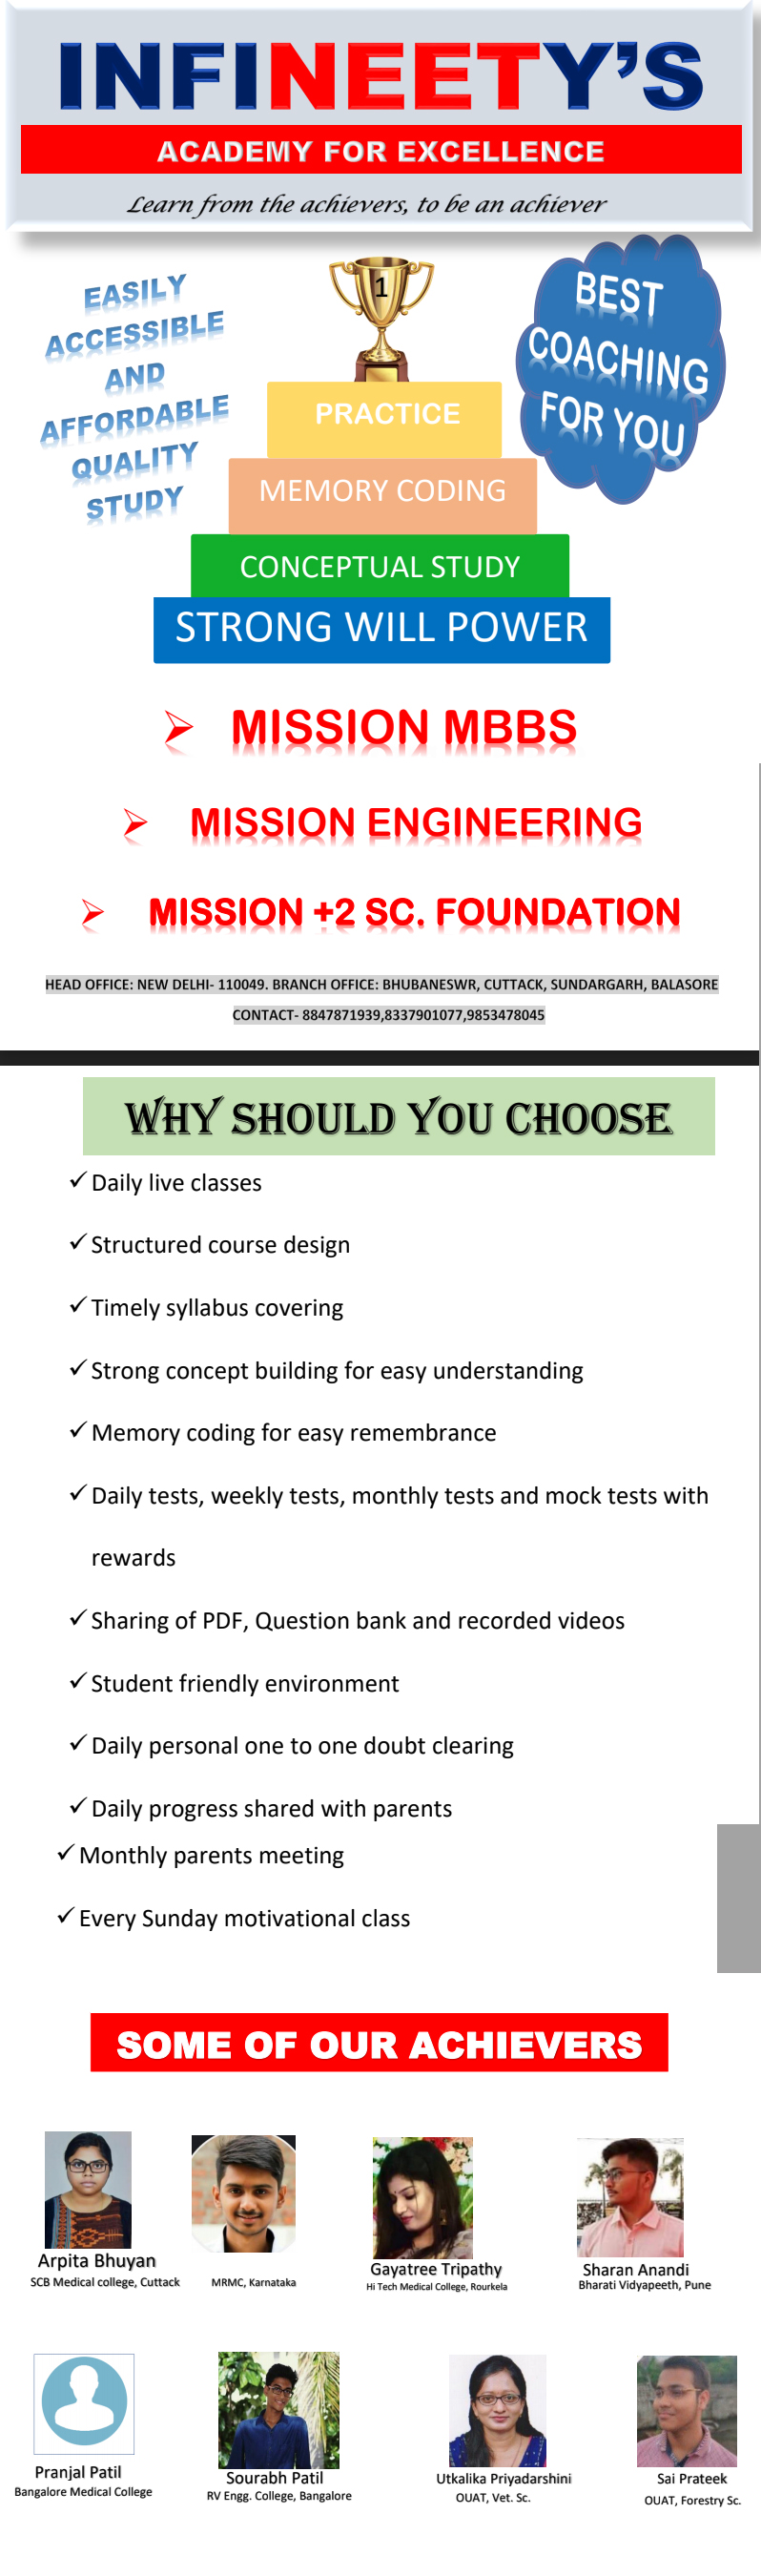 INFINEETY'S
ACADEMY FOR EXCELLENCE
Learn from the achievers, to be an achiever
EASILY
ACCESSIBLE
AND
AFFORDABLE
QUALITY
STUDY
1
BEST
COACHING
FOR YOU
PRACTICE
MEMORY CODING
CONCEPTUAL STUDY
STRONG WILL POWER
➢ MISSION MBBS
➢ MISSION ENGINEERING
➢ MISSION +2 SC. FOUNDATION
HEAD OFFICE: NEW DELHI- 110049. BRANCH OFFICE: BHUBANESWR, CUTTACK, SUNDARGARH, BALASORE
CONTACT- 8847871939,8337901077,9853478045
WHY SHOULD YOU CHOOSE
✓ Daily live classes
✓ Structured course design
✓ Timely syllabus covering
✓ Strong concept building for easy understanding
✓ Memory coding for easy remembrance
✓ Daily tests, weekly tests, monthly tests and mock tests with
rewards
✓ Sharing of PDF, Question bank and recorded videos
✓ Student friendly environment
✓ Daily personal one to one doubt clearing
✓ Daily progress shared with parents
✓ Monthly parents meeting
✓ Every Sunday motivational class
SOME OF OUR ACHIEVERS
Arpita Bhuyan
SCB Medical college, Cuttack
MRMC, Karnataka
Gayatree Tripathy
Hi Tech Medical College, Rourkela
Sharan Anandi
Bharati Vidyapeeth, Pune
Pranjal Patil
Bangalore Medical College
Sourabh Patil
RV Engg. College, Bangalore
Utkalika Priyadarshini
OUAT, Vet. Sc.
Sai Prateek
OUAT, Forestry Sc.